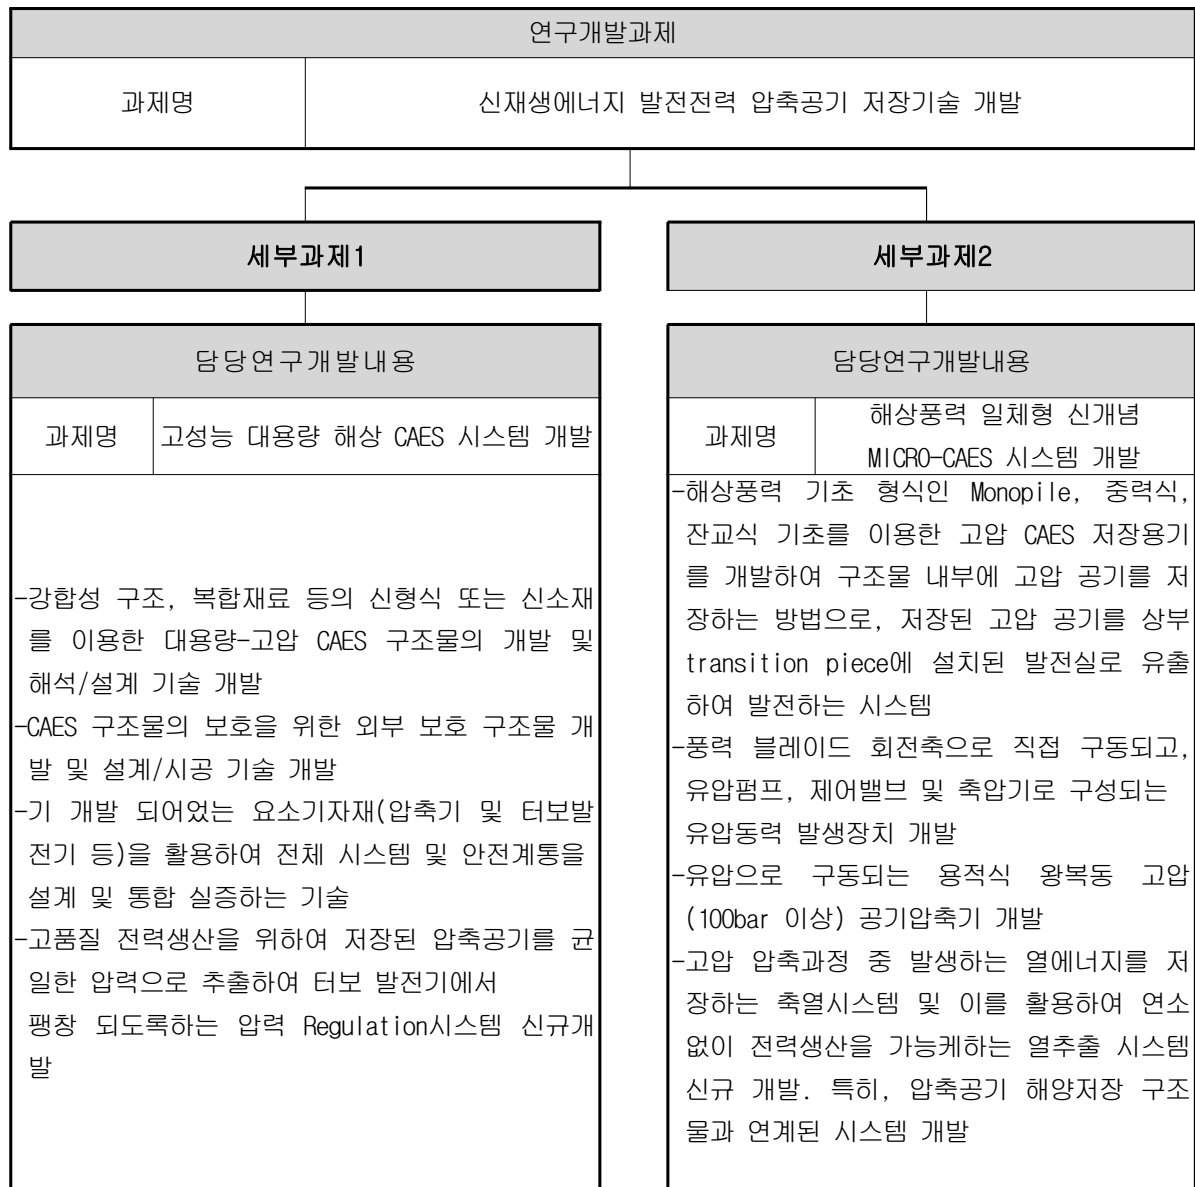 연구개발과제
과제명
신재생에너지 발전전력 압축공기 저장기술 개발
세부과제1
담당연구개발내용
과제명
고성능 대용량 해상 CAES 시스템 개발
-강합성 구조, 복합재료 등의 신형식 또는 신소재
를 이용한 대용량-고압 CAES 구조물의 개발 및
해석/설계 기술 개발
-CAES 구조물의 보호을 위한 외부 보호 구조물 개
발 및 설계/시공 기술 개발
-기 개발 되어었는 요소기자재(압축기 및 터보발
전기 등)을 활용하여 전체 시스템 및 안전계통을
설계 및 통합 실증하는 기술
-고품질 전력생산을 위하여 저장된 압축공기를 균
일한 압력으로 추출하여 터보 발전기에서
팽창 되도록하는 압력 Regulation시스템 신규개
발
세부과제2
담당연구개발내용
과제명
해상풍력 일체형 신개념
MICRO-CAES 시스템 개발
-해상풍력 기초 형식인 Monopile, 중력식,
잔교식 기초를 이용한 고압 CAES 저장용기
를 개발하여 구조물 내부에 고압 공기를 저
장하는 방법으로, 저장된 고압 공기를 상부
transition piece에 설치된 발전실로 유출
하여 발전하는 시스템
-풍력 블레이드 회전축으로 직접 구동되고,
유압펌프, 제어밸브 및 축압기로 구성되는
유압동력 발생장치 개발
-유압으로 구동되는 용적식 왕복동 고압
(100bar 이상) 공기압축기 개발
-고압 압축과정 중 발생하는 열에너지를 저
장하는 축열시스템 및 이를 활용하여 연소
없이 전력생산을 가능케하는 열추출 시스템
신규 개발. 특히, 압축공기 해양저장 구조
물과 연계된 시스템 개발